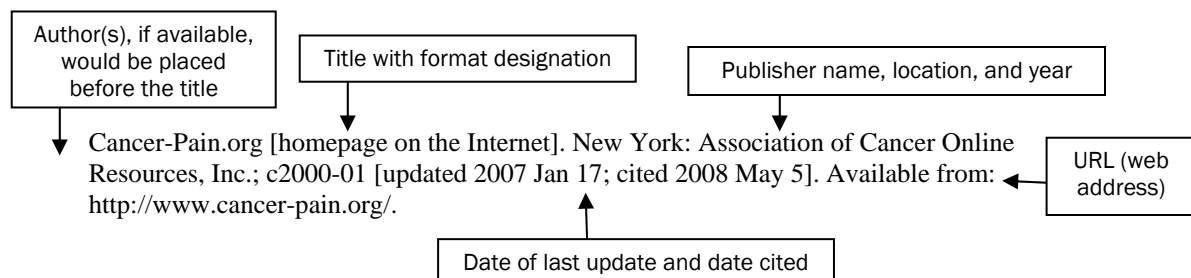 Author(s), if available,
would be placed
before the title
Title with format designation
Publisher name, location, and year
Cancer-Pain.org [homepage on the Internet]. New York: Association of Cancer Online
Resources, Inc.; c2000-01 [updated 2007 Jan 17; cited 2008 May 5]. Available from:
http://www.cancer-pain.org/.
URL (web
address)
Date of last update and date cited